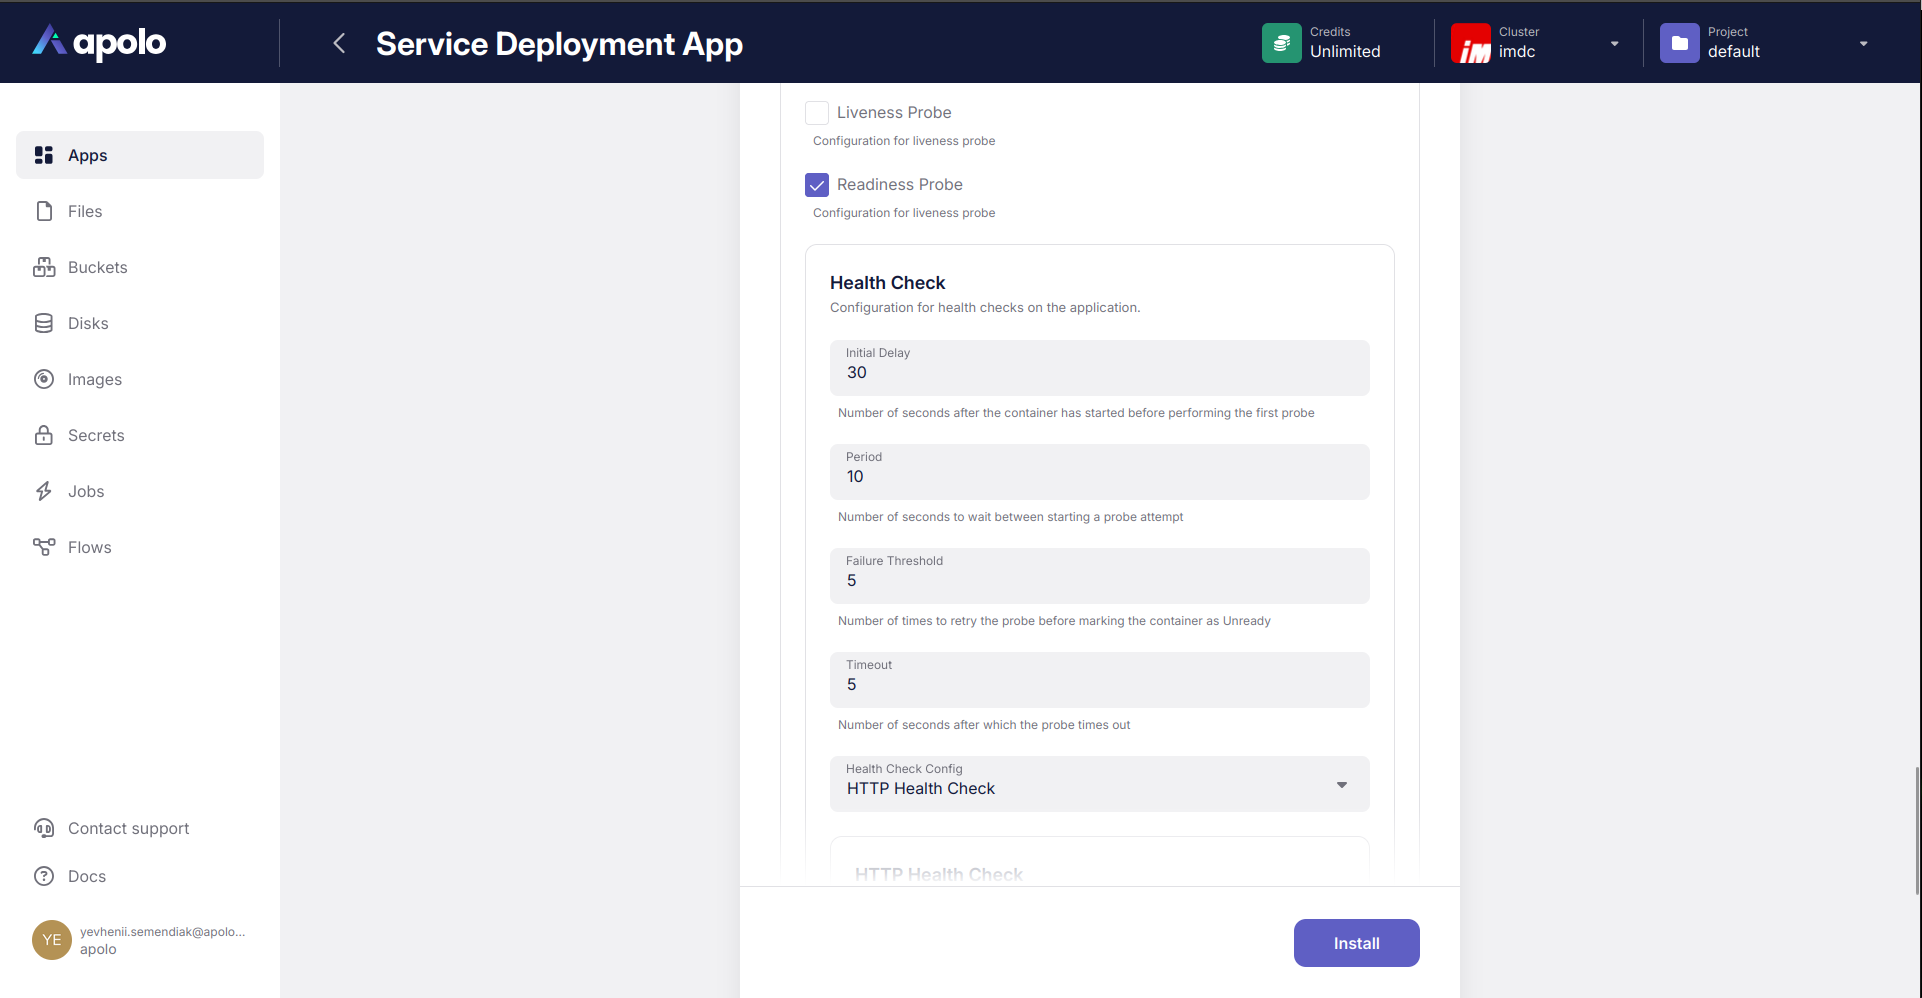 apolo
Service Deployment App
Credits
Unlimited
Cluster
imdc
Project
default
Apps
Files
Buckets
Disks
Images
Secrets
Jobs
Flows
Contact support
Docs
YE
yevhenii.semendiak@apolo...
apolo
Liveness Probe
Configuration for liveness probe
Readiness Probe
Configuration for liveness probe
Health Check
Configuration for health checks on the application.
Initial Delay
30
Number of seconds after the container has started before performing the first probe
Period
10
Number of seconds to wait between starting a probe attempt
Failure Threshold
5
Number of times to retry the probe before marking the container as Unready
Timeout
5
Number of seconds after which the probe times out
Health Check Config
HTTP Health Check
HTTP Health Check
Install